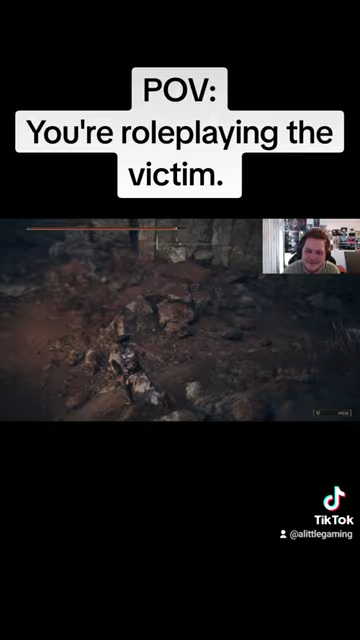 POV:
You're roleplaying the
victim.
TikTok
@alittlegaming